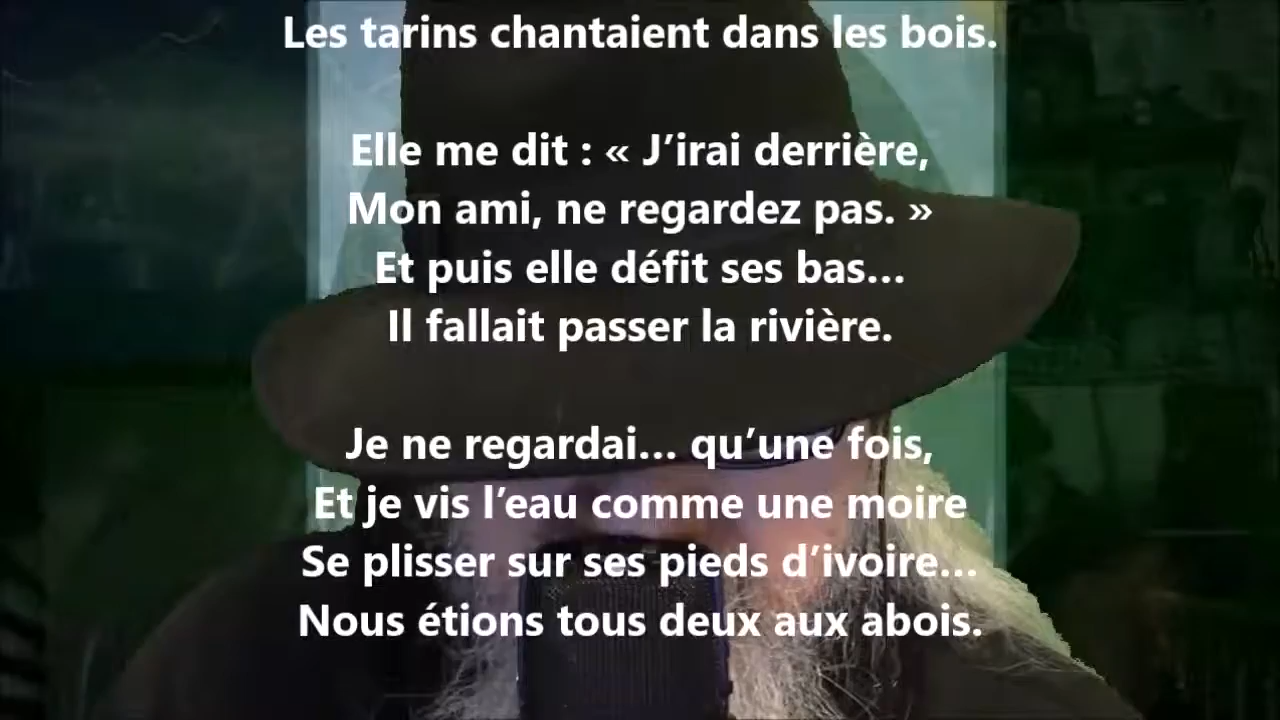 Les tarins chantaient dans les bois.
Elle me dit : « J’irai derrière,
Mon ami, ne regardez pas. »
Et puis elle défit ses bas…
Il fallait passer la rivière.
Je ne regardai… qu’une fois,
Et je vis l’eau comme une moire
Se plisser sur ses pieds d’ivoire…
Nous étions tous deux aux abois.